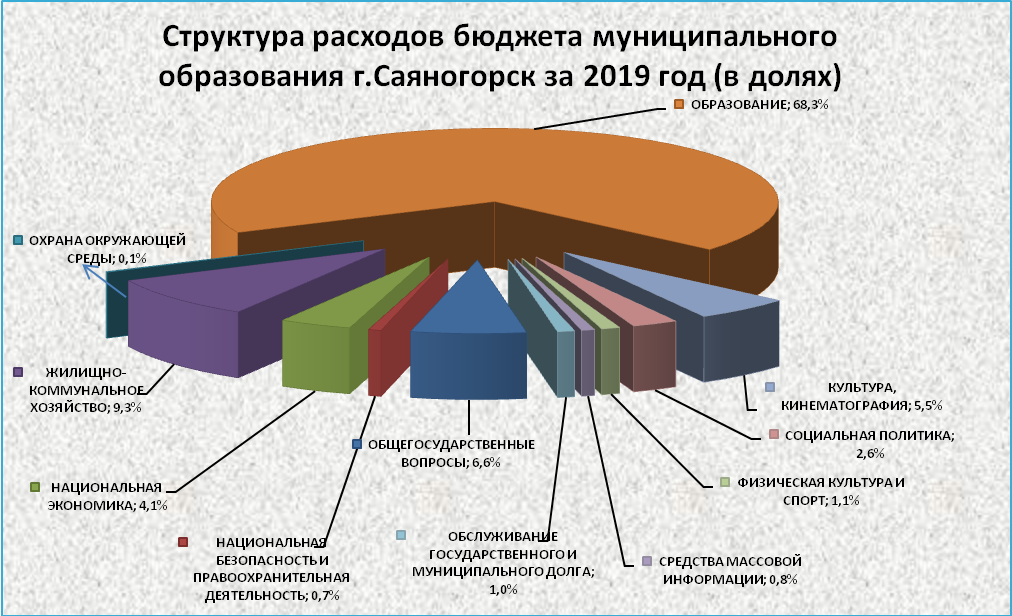 Структура расходов бюджета муниципального
образования г.Саяногорск за 2019 год (в долях)
ОБРАЗОВАНИЕ; 68,3%
ОХРАНА ОКРУЖАЮЩЕЙ
СРЕДЫ; 0,1%
ЖИЛИЩНО-
КОММУНАЛЬНОЕ
ХОЗЯЙСТВО; 9,3%
КУЛЬТУРА,
КИНЕМАТОГРАФИЯ; 5,5%
СОЦИАЛЬНАЯ ПОЛИТИКА;
2,6%
ОБЩЕГОСУДАРСТВЕННЫЕ
ВОПРОСЫ; 6,6%
НАЦИОНАЛЬНАЯ
ЭКОНОМИКА; 4,1%
ФИЗИЧЕСКАЯ КУЛЬТУРА И
СПОРТ; 1,1%
НАЦИОНАЛЬНАЯ
БЕЗОПАСНОСТЬ И
ПРАВООХРАНИТЕЛЬНАЯ
ДЕЯТЕЛЬНОСТЬ; 0,7%
ОБСЛУЖИВАНИЕ
ГОСУДАРСТВЕННОГО И
МУНИЦИПАЛЬНОГО ДОЛГА;
1,0%
СРЕДСТВА МАССОВОЙ
ИНФОРМАЦИИ; 0,8%